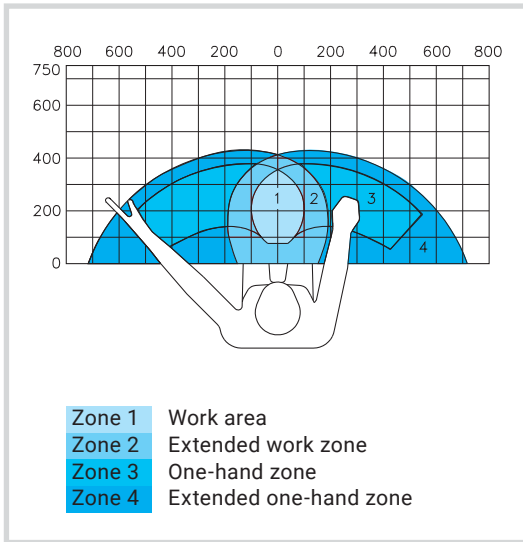 800 600 400 200 0 200 400 600 800
750
600
400
200
0
1 2 3
4
Zone 1 Work area
Zone 2 Extended work zone
Zone 3 One-hand zone
Zone 4 Extended one-hand zone